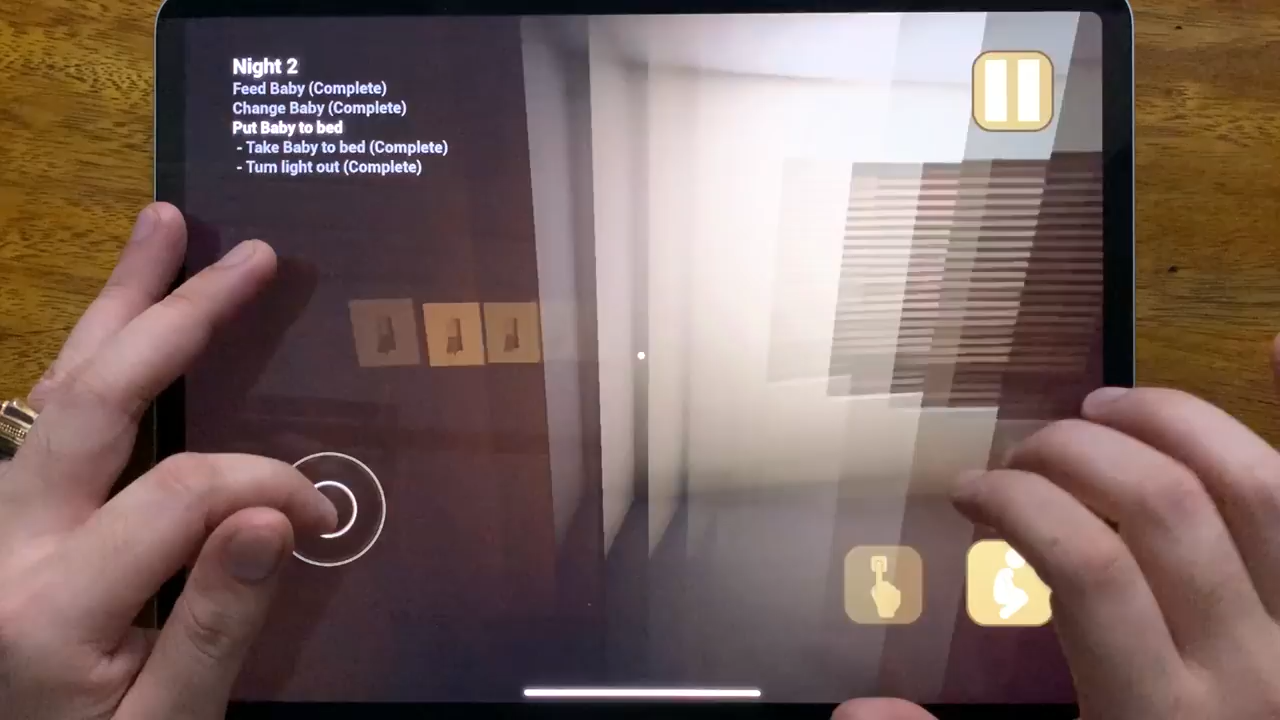 Night 2
Feed Baby (Complete)
Change Baby (Complete)
Put Baby to bed
- Take Baby to bed (Complete)
- Turn light out (Complete)